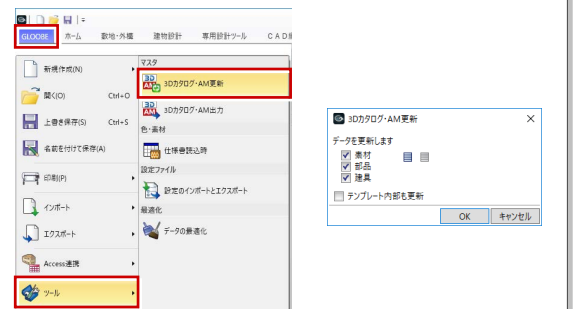 GLOOBE ホーム 敷地・外構 建物設計 専用設計ツール CAD
新規作成(N)
開く(O) Ctrl+O
上書き保存(S) Ctrl+S
名前を付けて保存(A)
印刷(P)
インポート
エクスポート
Access連携
ツール
マスタ
3Dカタログ・AM更新
3Dカタログ・AM出力
色・素材
仕様書読込時
設定ファイル
設定のインポートとエクスポート
最適化
データの最適化
3Dカタログ・AM更新
データを更新します
素材
部品
建具
テンプレート内部も更新
OK キャンセル